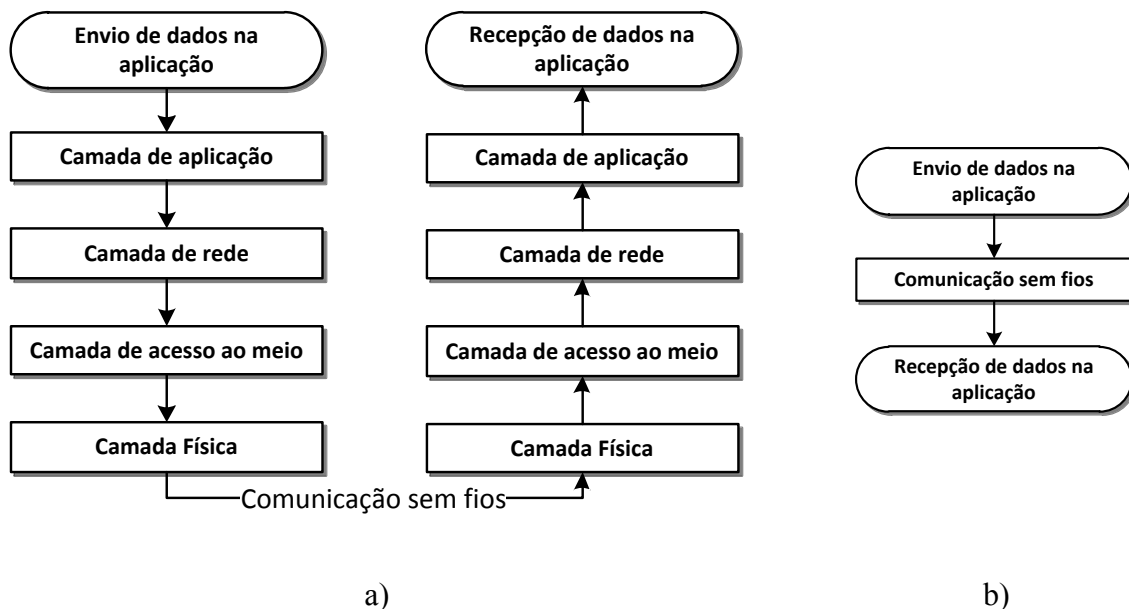 Envio de dados na
aplicação
Camada de aplicação
Camada de rede
Camada de acesso ao meio
Camada Física
Comunicação sem fios
Recepção de dados na
aplicação
Camada de aplicação
Camada de rede
Camada de acesso ao meio
Camada Física
a)
Envio de dados na
aplicação
Comunicação sem fios
Recepção de dados na
aplicação
b)